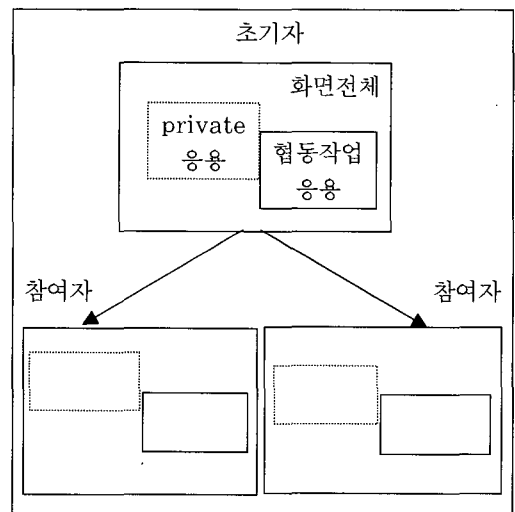 초기자
화면전체
private
응용
협동작업
응용
참여자
참여자